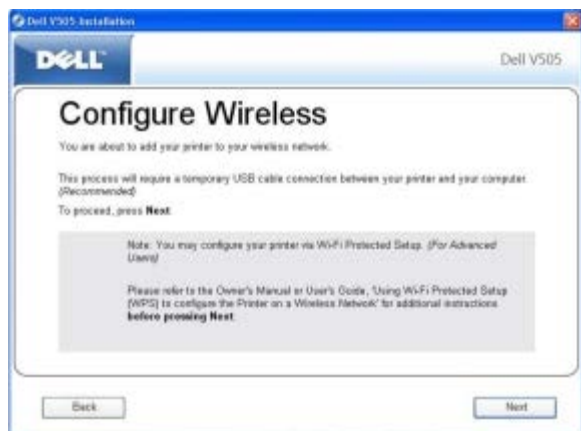 Dell V505 Installation
DELL
Dell V505
Configure Wireless
You are about to add your printer to your wireless network.
This process will require a temporary USB cable connection between your printer and your computer.
(Recommended)
To proceed, press Next
Note: You may configure your printer via Wi-Fi Protected Setup. (For Advanced
Users)
Please refer to the Owner's Manual or User's Guide, 'Using Wi-Fi Protected Setup
(WPS) to configure the Printer on a Wireless Network' for additional instructions
before pressing Next
Back
Next